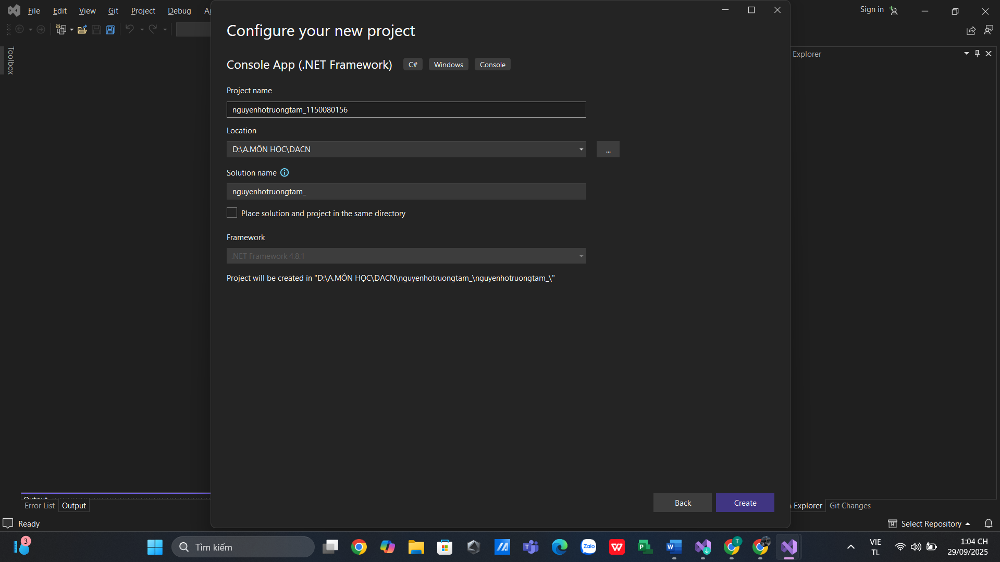 File Edit View Git Project Debug
Sign in
Toolbox
Configure your new project
Console App (.NET Framework) C# Windows Console
Explorer
Project name
nguyenhotruongtam_1150080156
Location
D:\A.MÔN HỌC\DACN
...
Solution name
nguyenhotruongtam_
Place solution and project in the same directory
Framework
.NET Framework 4.8.1
Project will be created in "D:\A.MÔN HỌC\DACN\nguyenhotruongtam_\nguyenhotruongtam_\"
Back Create
Output
Error List Output
Explorer Git Changes
Ready
Select Repository
3
Tìm kiếm
Zalo
VIE
TL
1:04 CH
29/09/2025